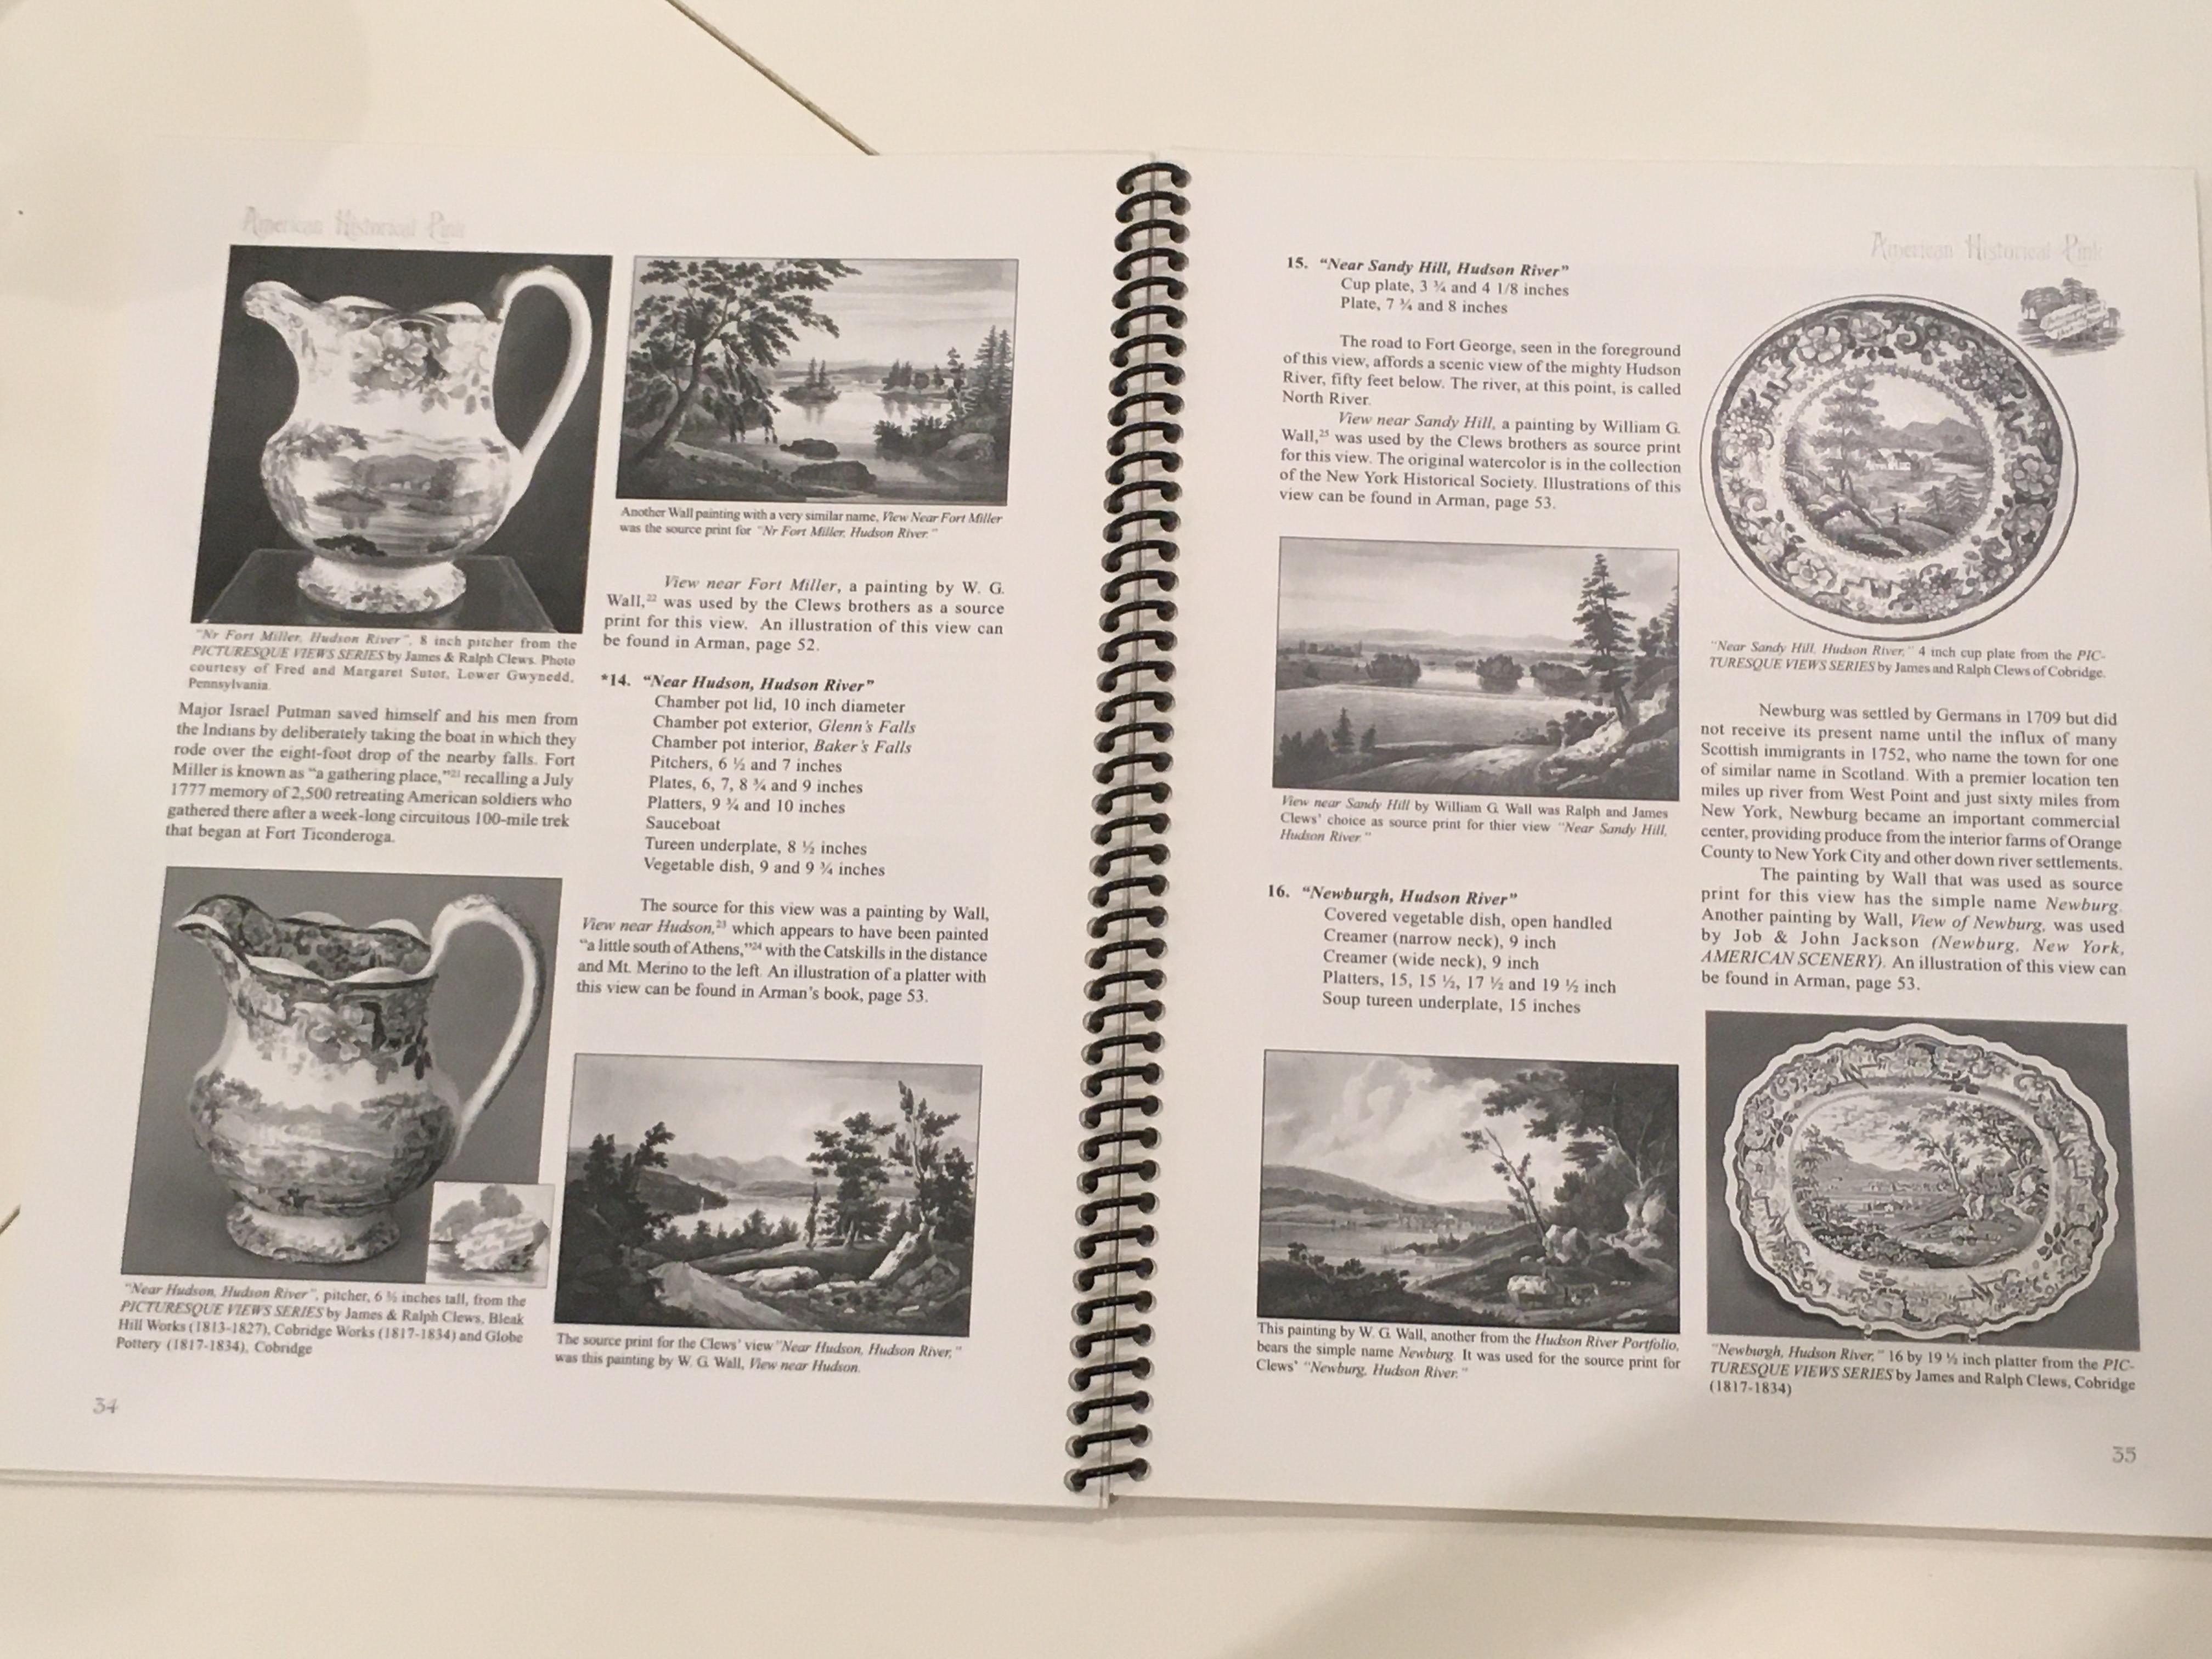 American Historical Pink
"Nr Fort Miller, Hudson River", 8 inch pitcher from the
PICTURESQUE VIEWS SERIES by James & Ralph Clews. Photo
courtesy of Fred and Margaret Sutor, Lower Gwynedd,
Pennsylvania.
Major Israel Putman saved himself and his men from
the Indians by deliberately taking the boat in which they
rode over the eight-foot drop of the nearby falls. Fort
Miller is known as "a gathering place,"21 recalling a July
1777 memory of 2,500 retreating American soldiers who
gathered there after a week-long circuitous 100-mile trek
that began at Fort Ticonderoga.
"Near Hudson, Hudson River", pitcher, 6 ½ inches tall, from the
PICTURESQUE VIEWS SERIES by James & Ralph Clews, Bleak
Hill Works (1813-1827), Cobridge Works (1817-1834) and Globe
Pottery (1817-1834), Cobridge
34
Another Wall painting with a very similar name, View Near Fort Miller
was the source print for "Nr Fort Miller, Hudson River."
View near Fort Miller, a painting by W. G.
Wall,22 was used by the Clews brothers as a source
print for this view. An illustration of this view can
be found in Arman, page 52.
*14. "Near Hudson, Hudson River"
Chamber pot lid, 10 inch diameter
Chamber pot exterior, Glenn's Falls
Chamber pot interior, Baker's Falls
Pitchers, 6 ½ and 7 inches
Plates, 6, 7, 8 ¾ and 9 inches
Platters, 9 ¾ and 10 inches
Sauceboat
Tureen underplate, 8 ½ inches
Vegetable dish, 9 and 9 ¾ inches
The source for this view was a painting by Wall,
View near Hudson,23 which appears to have been painted
"a little south of Athens,"24 with the Catskills in the distance
and Mt. Merino to the left. An illustration of a platter with
this view can be found in Arman's book, page 53.
The source print for the Clews' view "Near Hudson, Hudson River,"
was this painting by W. G. Wall, View near Hudson.
American Historical Pink
15. "Near Sandy Hill, Hudson River"
Cup plate, 3 ¾ and 4 1/8 inches
Plate, 7 ¾ and 8 inches
The road to Fort George, seen in the foreground
of this view, affords a scenic view of the mighty Hudson
River, fifty feet below. The river, at this point, is called
North River.
View near Sandy Hill, a painting by William G.
Wall,25 was used by the Clews brothers as source print
for this view. The original watercolor is in the collection
of the New York Historical Society. Illustrations of this
view can be found in Arman, page 53.
View near Sandy Hill by William G. Wall was Ralph and James
Clews' choice as source print for thier view "Near Sandy Hill,
Hudson River."
16. "Newburgh, Hudson River"
Covered vegetable dish, open handled
Creamer (narrow neck), 9 inch
Creamer (wide neck), 9 inch
Platters, 15, 15 ½, 17 ½ and 19 ½ inch
Soup tureen underplate, 15 inches
This painting by W. G. Wall, another from the Hudson River Portfolio,
bears the simple name Newburg. It was used for the source print for
Clews' "Newburg, Hudson River."
"Near Sandy Hill, Hudson River," 4 inch cup plate from the PIC-
TURESQUE VIEWS SERIES by James and Ralph Clews of Cobridge.
Newburg was settled by Germans in 1709 but did
not receive its present name until the influx of many
Scottish immigrants in 1752, who name the town for one
of similar name in Scotland. With a premier location ten
miles up river from West Point and just sixty miles from
New York, Newburg became an important commercial
center, providing produce from the interior farms of Orange
County to New York City and other down river settlements.
The painting by Wall that was used as source
print for this view has the simple name Newburg.
Another painting by Wall, View of Newburg, was used
by Job & John Jackson (Newburg, New York,
AMERICAN SCENERY). An illustration of this view can
be found in Arman, page 53.
"Newburgh, Hudson River," 16 by 19 ½ inch platter from the PIC-
TURESQUE VIEWS SERIES by James and Ralph Clews, Cobridge
(1817-1834)
35